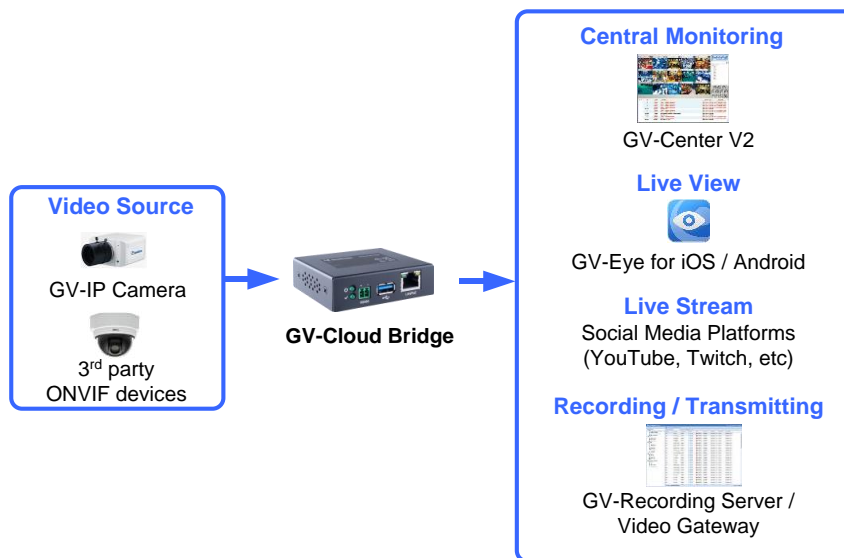 Video Source
GV-IP Camera
3rd party
ONVIF devices
GV-Cloud Bridge
Central Monitoring
GV-Center V2
Live View
GV-Eye for iOS / Android
Live Stream
Social Media Platforms
(YouTube, Twitch, etc)
Recording / Transmitting
GV-Recording Server /
Video Gateway